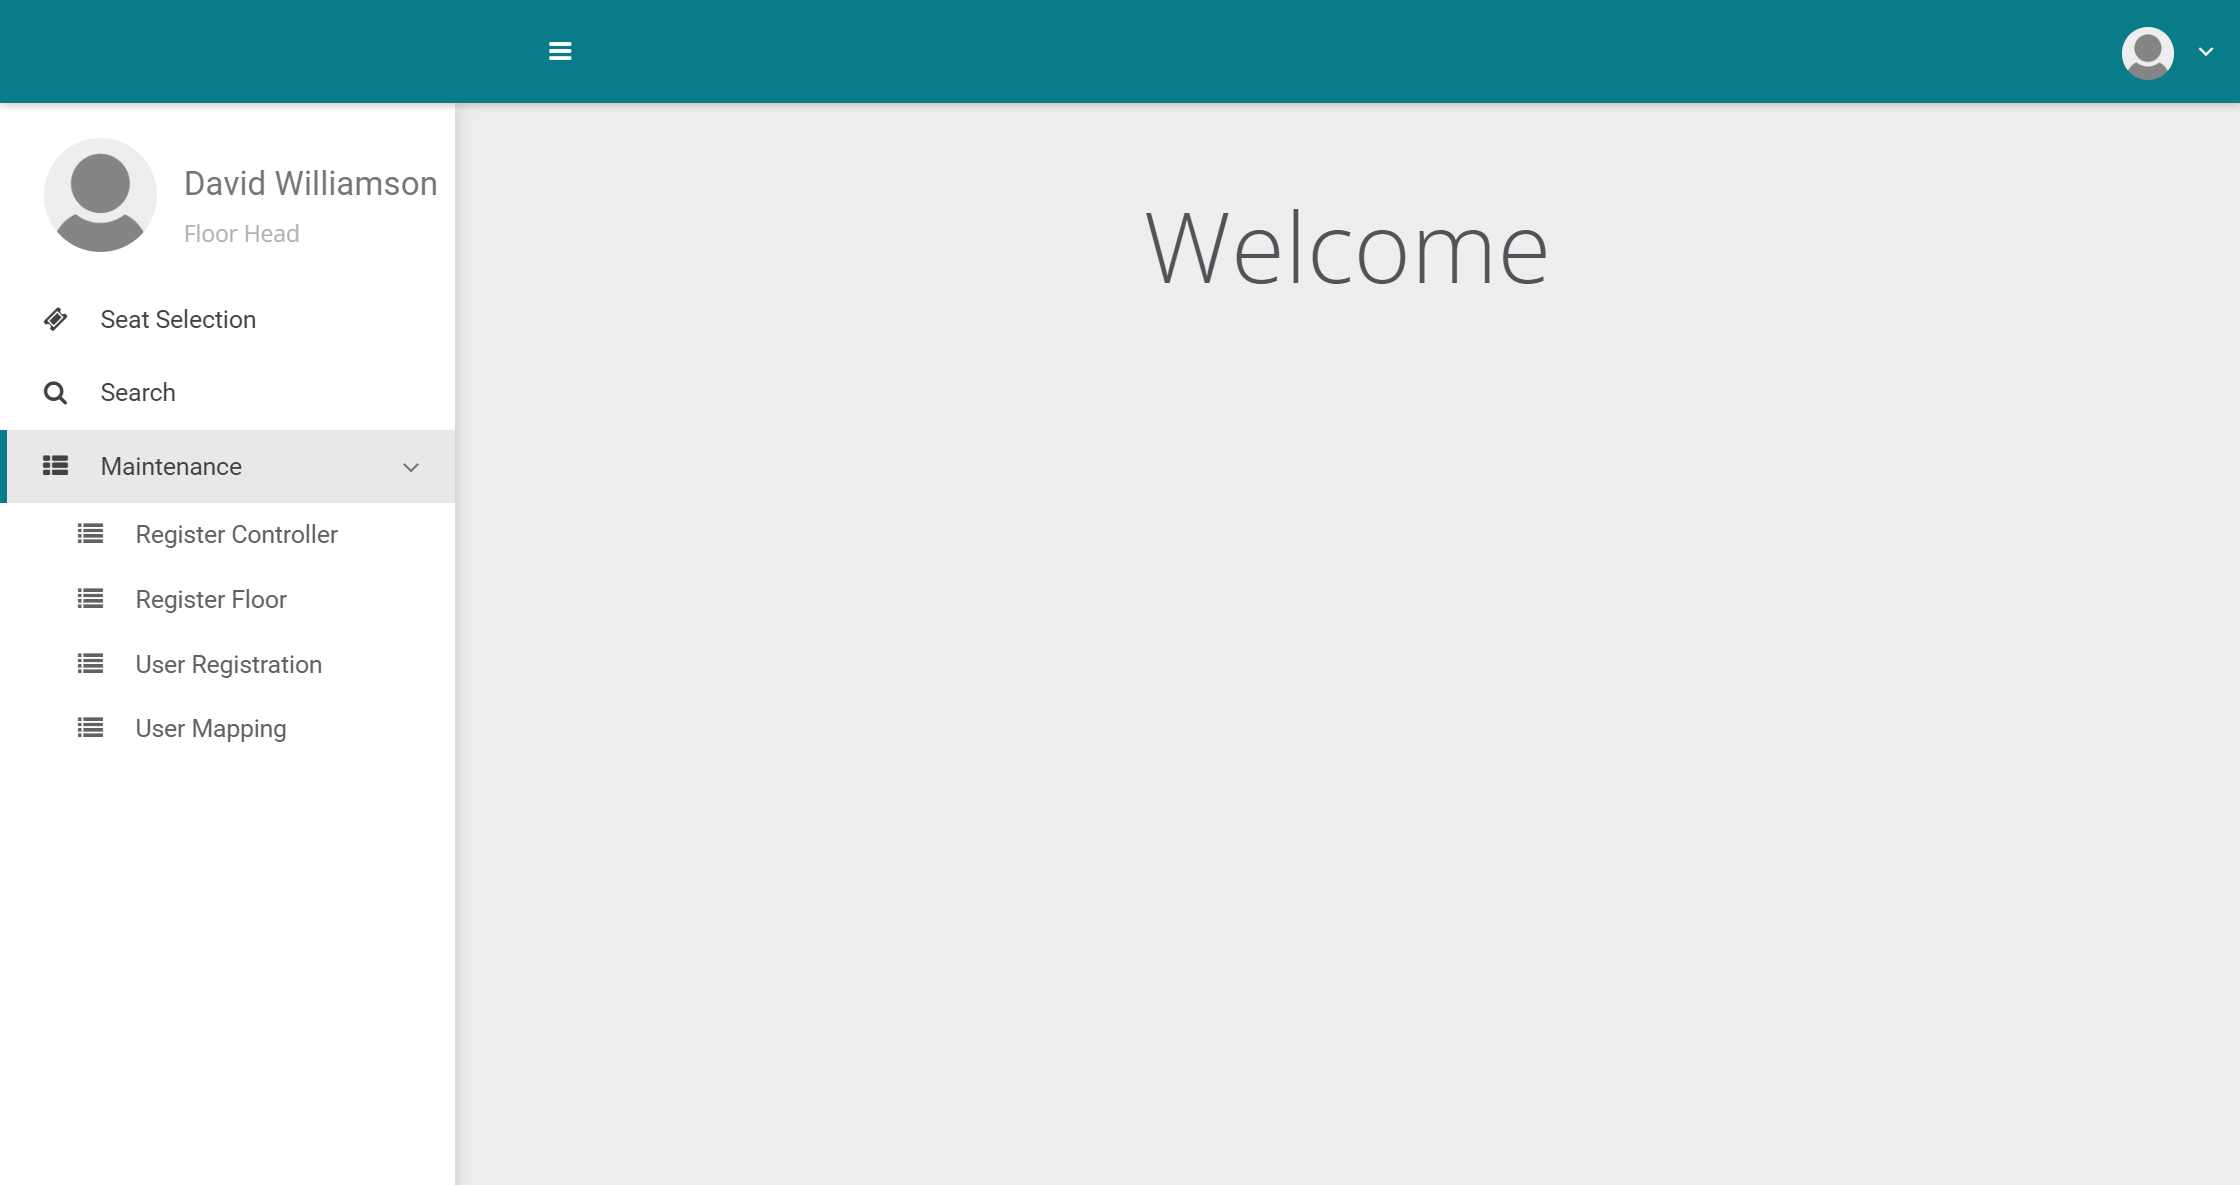 David Williamson
Floor Head
Seat Selection
Search
Maintenance
Register Controller
Register Floor
User Registration
User Mapping
Welcome